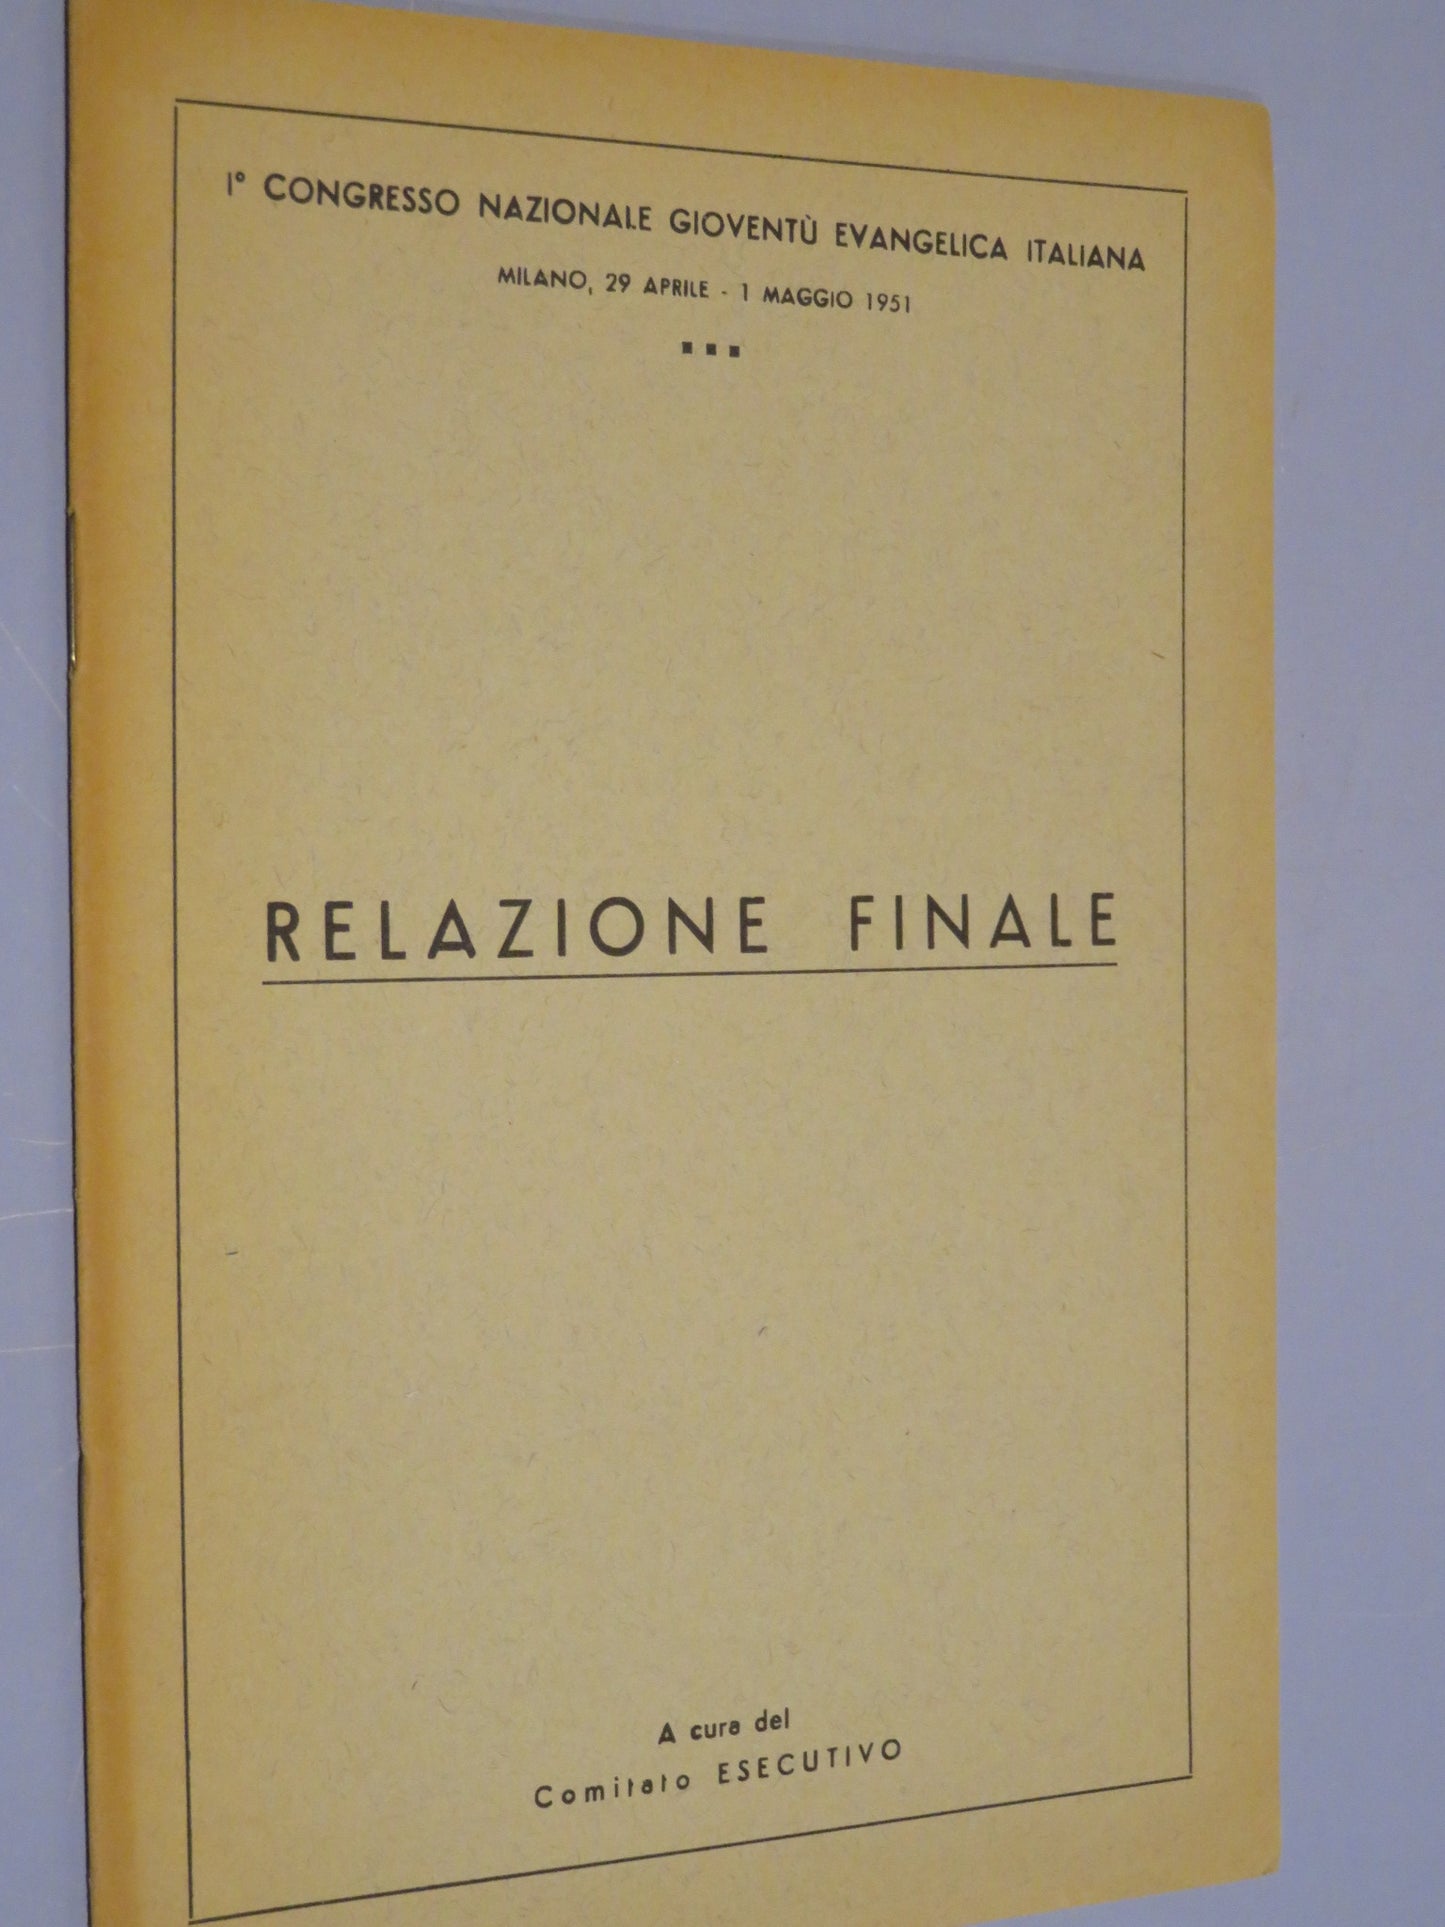 I° CONGRESSO NAZIONALE GIOVENTÙ EVANGELICA ITALIANA
MILANO, 29 APRILE - 1 MAGGIO 1951
RELAZIONE FINALE
A cura del
Comitato ESECUTIVO